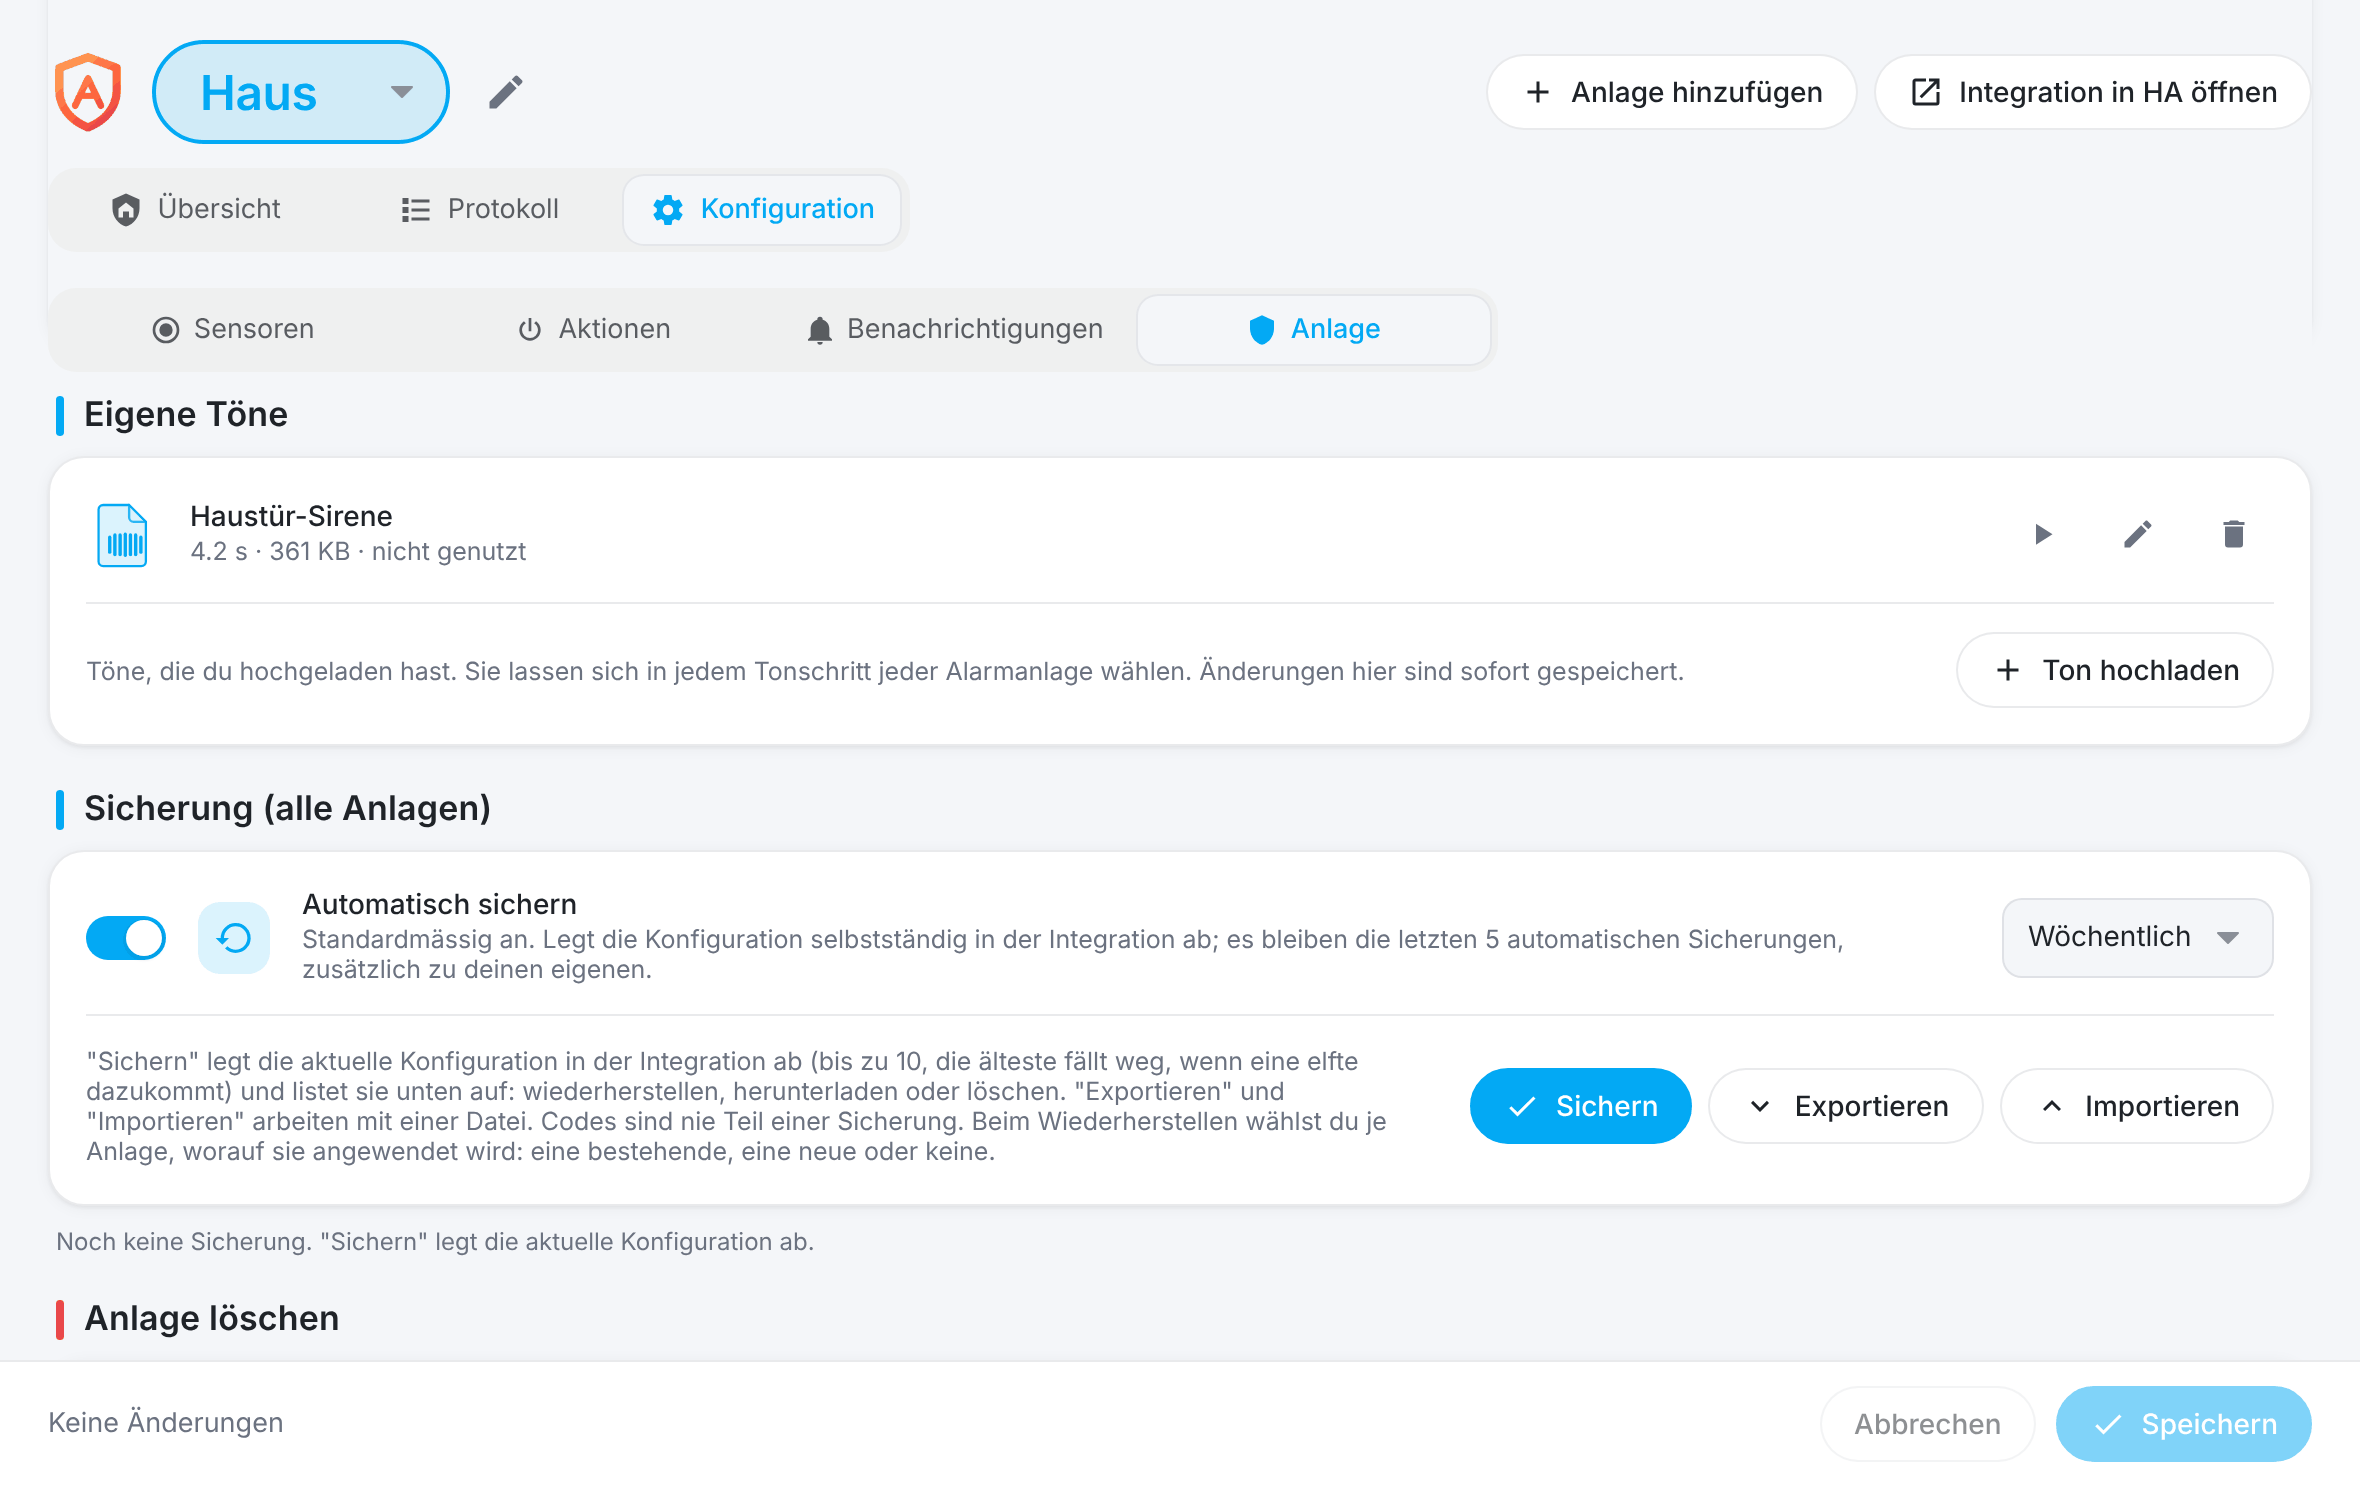 Haus
Anlage hinzufügen
Integration in HA öffnen
Übersicht
Protokoll
Konfiguration
Sensoren
Aktionen
Benachrichtigungen
Anlage
Eigene Töne
Haustür-Sirene
4.2 s · 361 KB · nicht genutzt
Töne, die du hochgeladen hast. Sie lassen sich in jedem Tonschritt jeder Alarmanlage wählen. Änderungen hier sind sofort gespeichert.
Ton hochladen
Sicherung (alle Anlagen)
Automatisch sichern
Standardmässig an. Legt die Konfiguration selbstständig in der Integration ab; es bleiben die letzten 5 automatischen Sicherungen,
zusätzlich zu deinen eigenen.
Wöchentlich
"Sichern" legt die aktuelle Konfiguration in der Integration ab (bis zu 10, die älteste fällt weg, wenn eine elfte
dazukommt) und listet sie unten auf: wiederherstellen, herunterladen oder löschen. "Exportieren" und
"Importieren" arbeiten mit einer Datei. Codes sind nie Teil einer Sicherung. Beim Wiederherstellen wählst du je
Anlage, worauf sie angewendet wird: eine bestehende, eine neue oder keine.
Sichern
Exportieren
Importieren
Noch keine Sicherung. "Sichern" legt die aktuelle Konfiguration ab.
Anlage löschen
Keine Änderungen
Abbrechen
Speichern